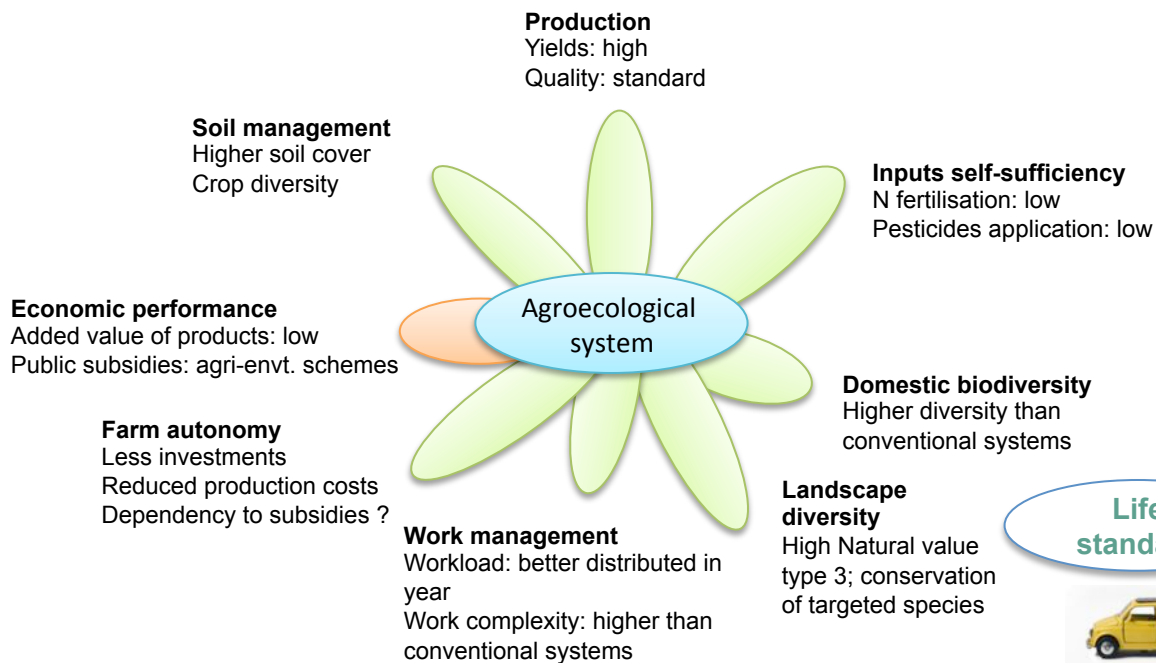 Production
Yields: high
Quality: standard
Soil management
Higher soil cover
Crop diversity
Inputs self-sufficiency
N fertilisation: low
Pesticides application: low
Economic performance
Added value of products: low
Public subsidies: agri-envt. schemes
Agroecological
system
Domestic biodiversity
Higher diversity than
conventional systems
Farm autonomy
Less investments
Reduced production costs
Dependency to subsidies ?
Work management
Workload: better distributed in
year
Work complexity: higher than
conventional systems
Landscape
diversity
High Natural value
type 3; conservation
of targeted species
Life